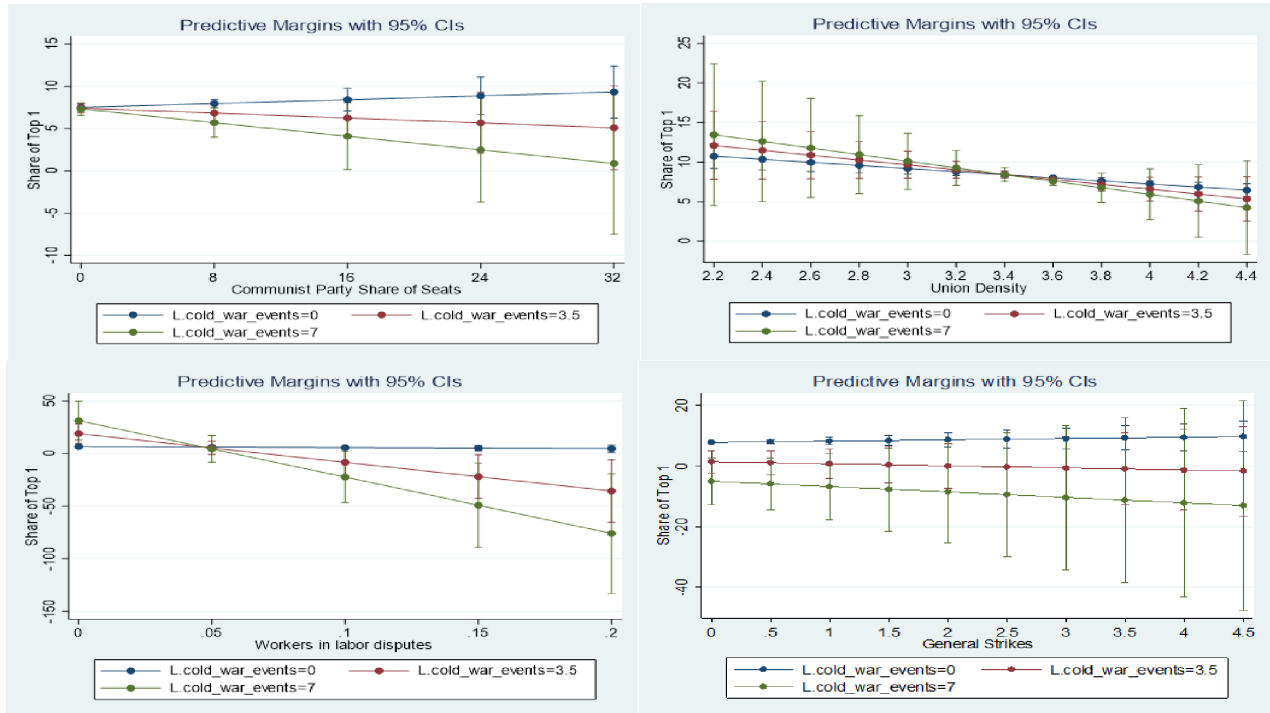 Predictive Margins with 95% CIs
15
10
5
0
-5
-10
Share of Top 1
0 8 16 24 32
Communist Party Share of Seats
L.cold_war_events=0 L.cold_war_events=3.5
L.cold_war_events=7
Predictive Margins with 95% CIs
25
20
15
10
5
0
Share of Top 1
2.2 2.4 2.6 2.8 3 3.2 3.4 3.6 3.8 4 4.2 4.4
Union Density
L.cold_war_events=0 L.cold_war_events=3.5
L.cold_war_events=7
Predictive Margins with 95% CIs
50
0
-50
-100
-150
Share of Top 1
0 .05 .1 .15 .2
Workers in labor disputes
L.cold_war_events=0 L.cold_war_events=3.5
L.cold_war_events=7
Predictive Margins with 95% CIs
20
0
-20
-40
Share of Top 1
0 .5 1 1.5 2 2.5 3 3.5 4 4.5
General Strikes
L.cold_war_events=0 L.cold_war_events=3.5
L.cold_war_events=7